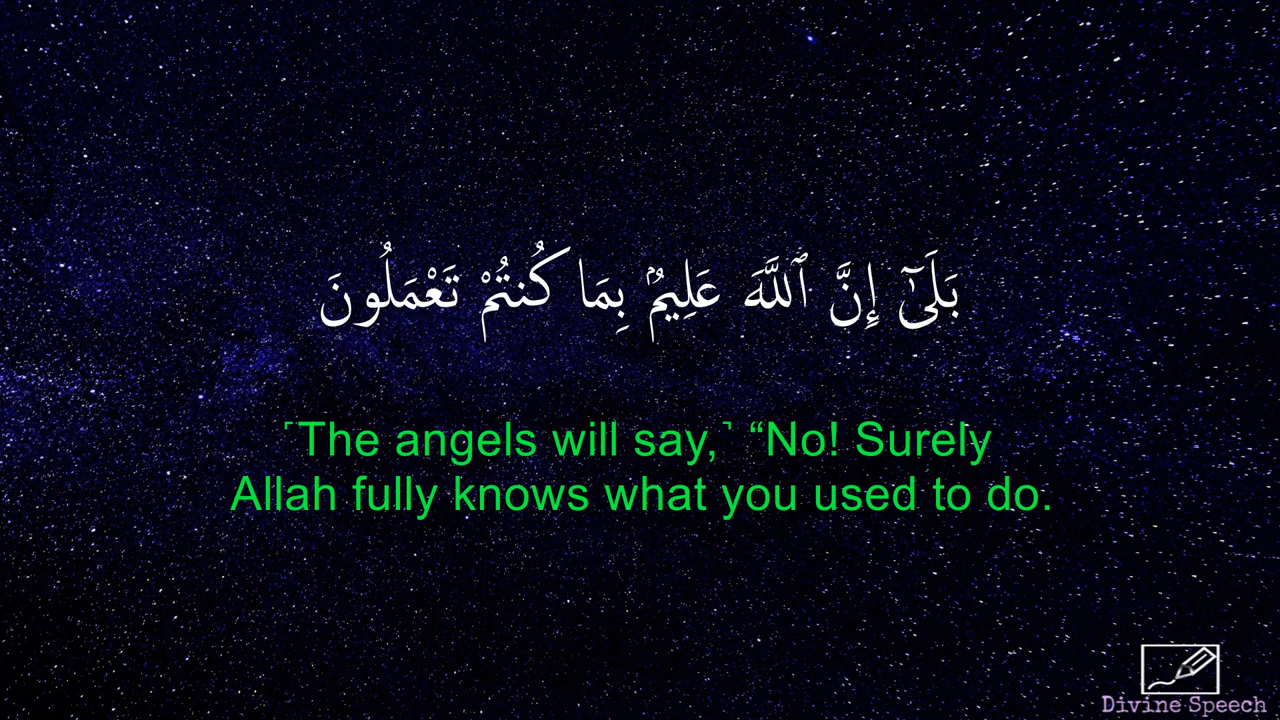 بَلَىٰٓ إِنَّ ٱللَّهَ عَلِيمٌۢ بِمَا كُنتُمْ تَعْمَلُونَ
˹The angels will say,˺ “No! Surely
Allah fully knows what you used to do.
Divine Speech